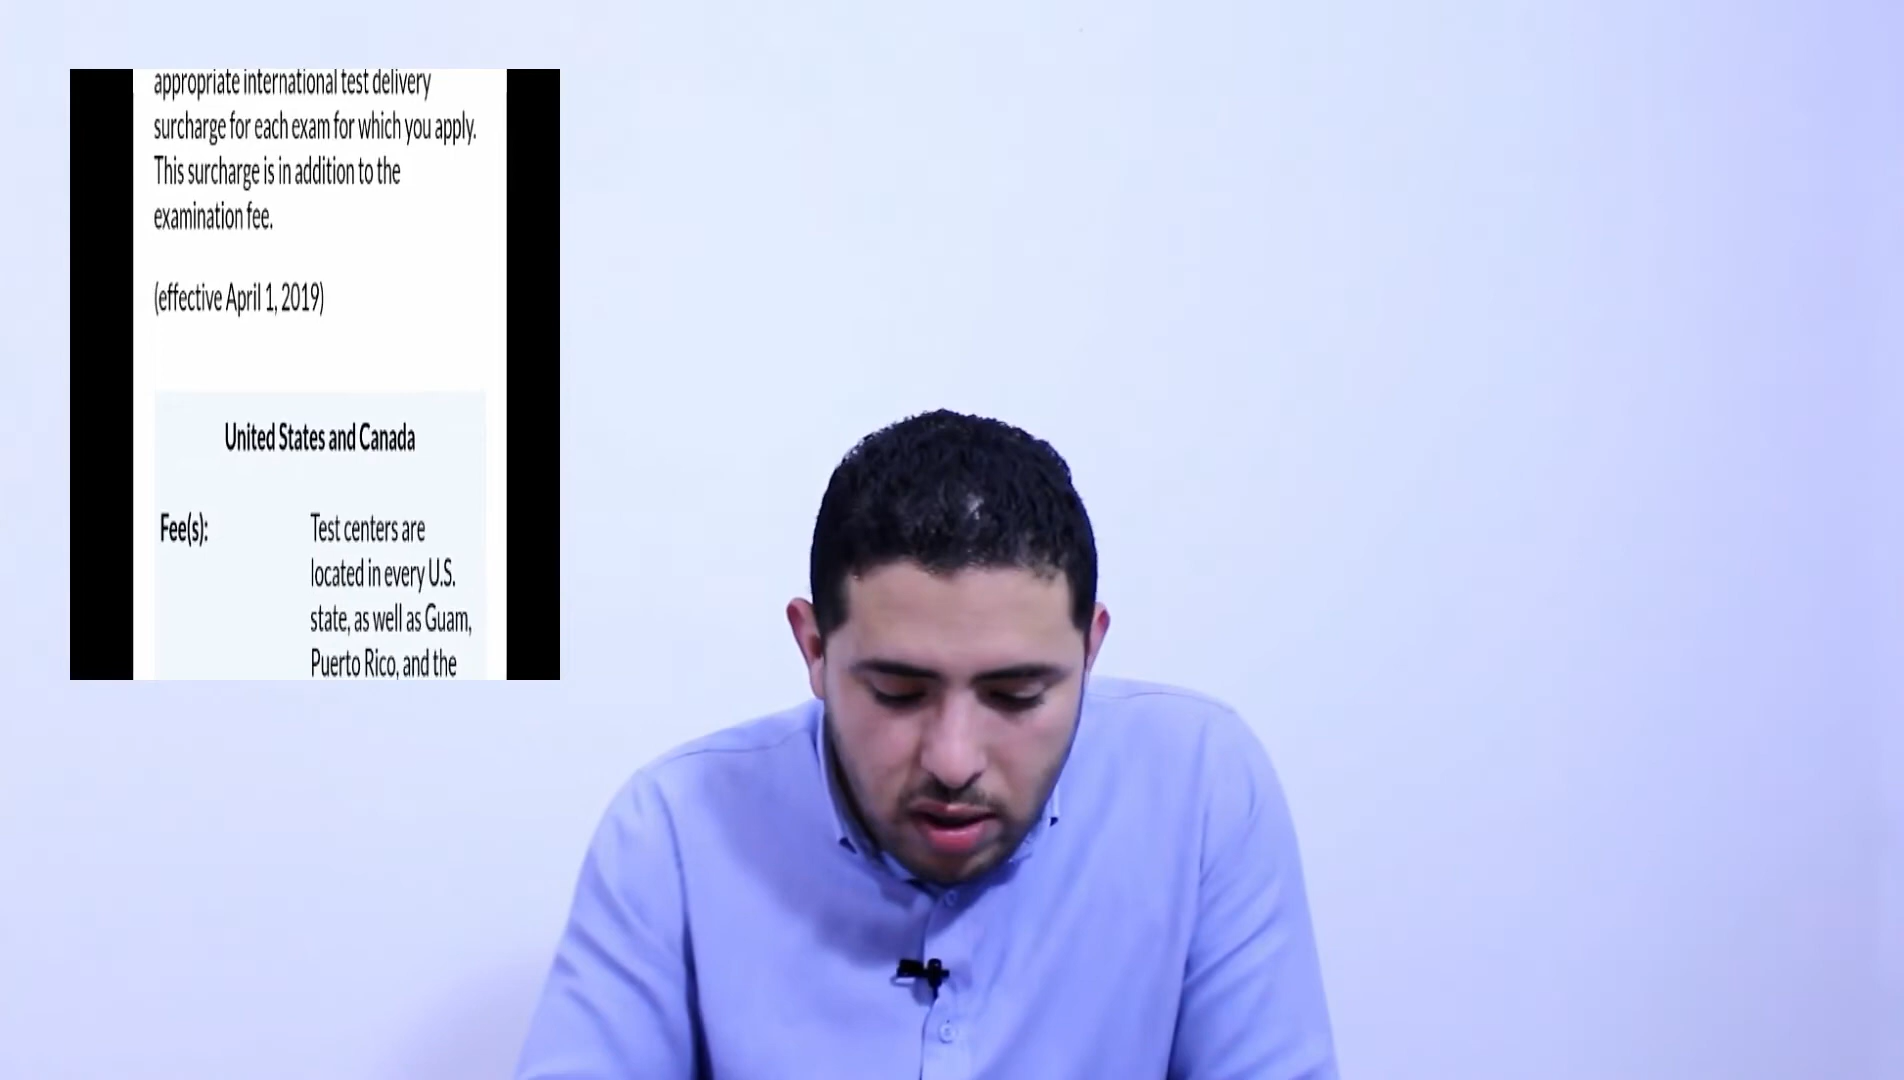 appropriate international test delivery
surcharge for each exam for which you apply.
This surcharge is in addition to the
examination fee.
(effective April 1, 2019)
United States and Canada
Fee(s):
Test centers are
located in every U.S.
state, as well as Guam,
Puerto Rico, and the